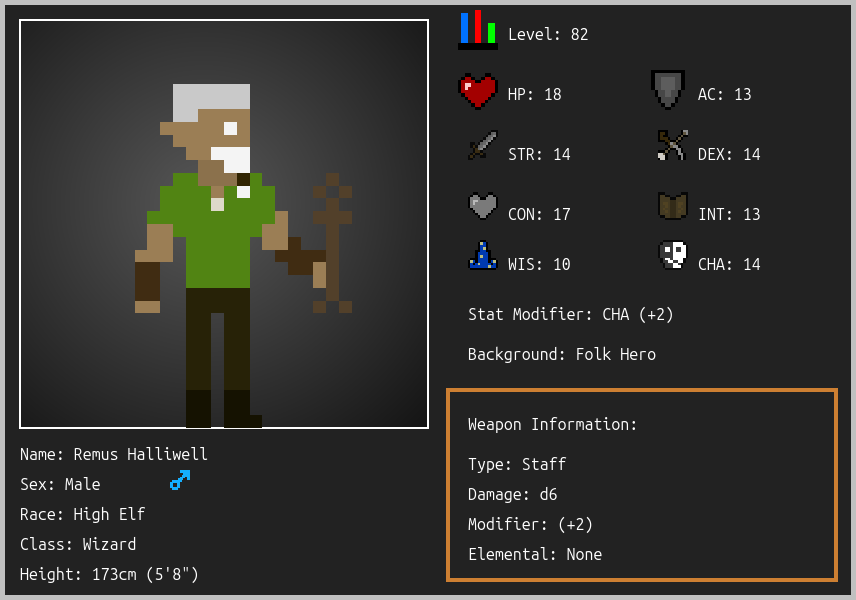 Level: 82
HP: 18
AC: 13
STR: 14
DEX: 14
CON: 17
INT: 13
WIS: 10
CHA: 14
Stat Modifier: CHA (+2)
Background: Folk Hero
Weapon Information:
Type: Staff
Damage: d6
Modifier: (+2)
Elemental: None
Name: Remus Halliwell
Sex: Male
Race: High Elf
Class: Wizard
Height: 173cm (5'8")